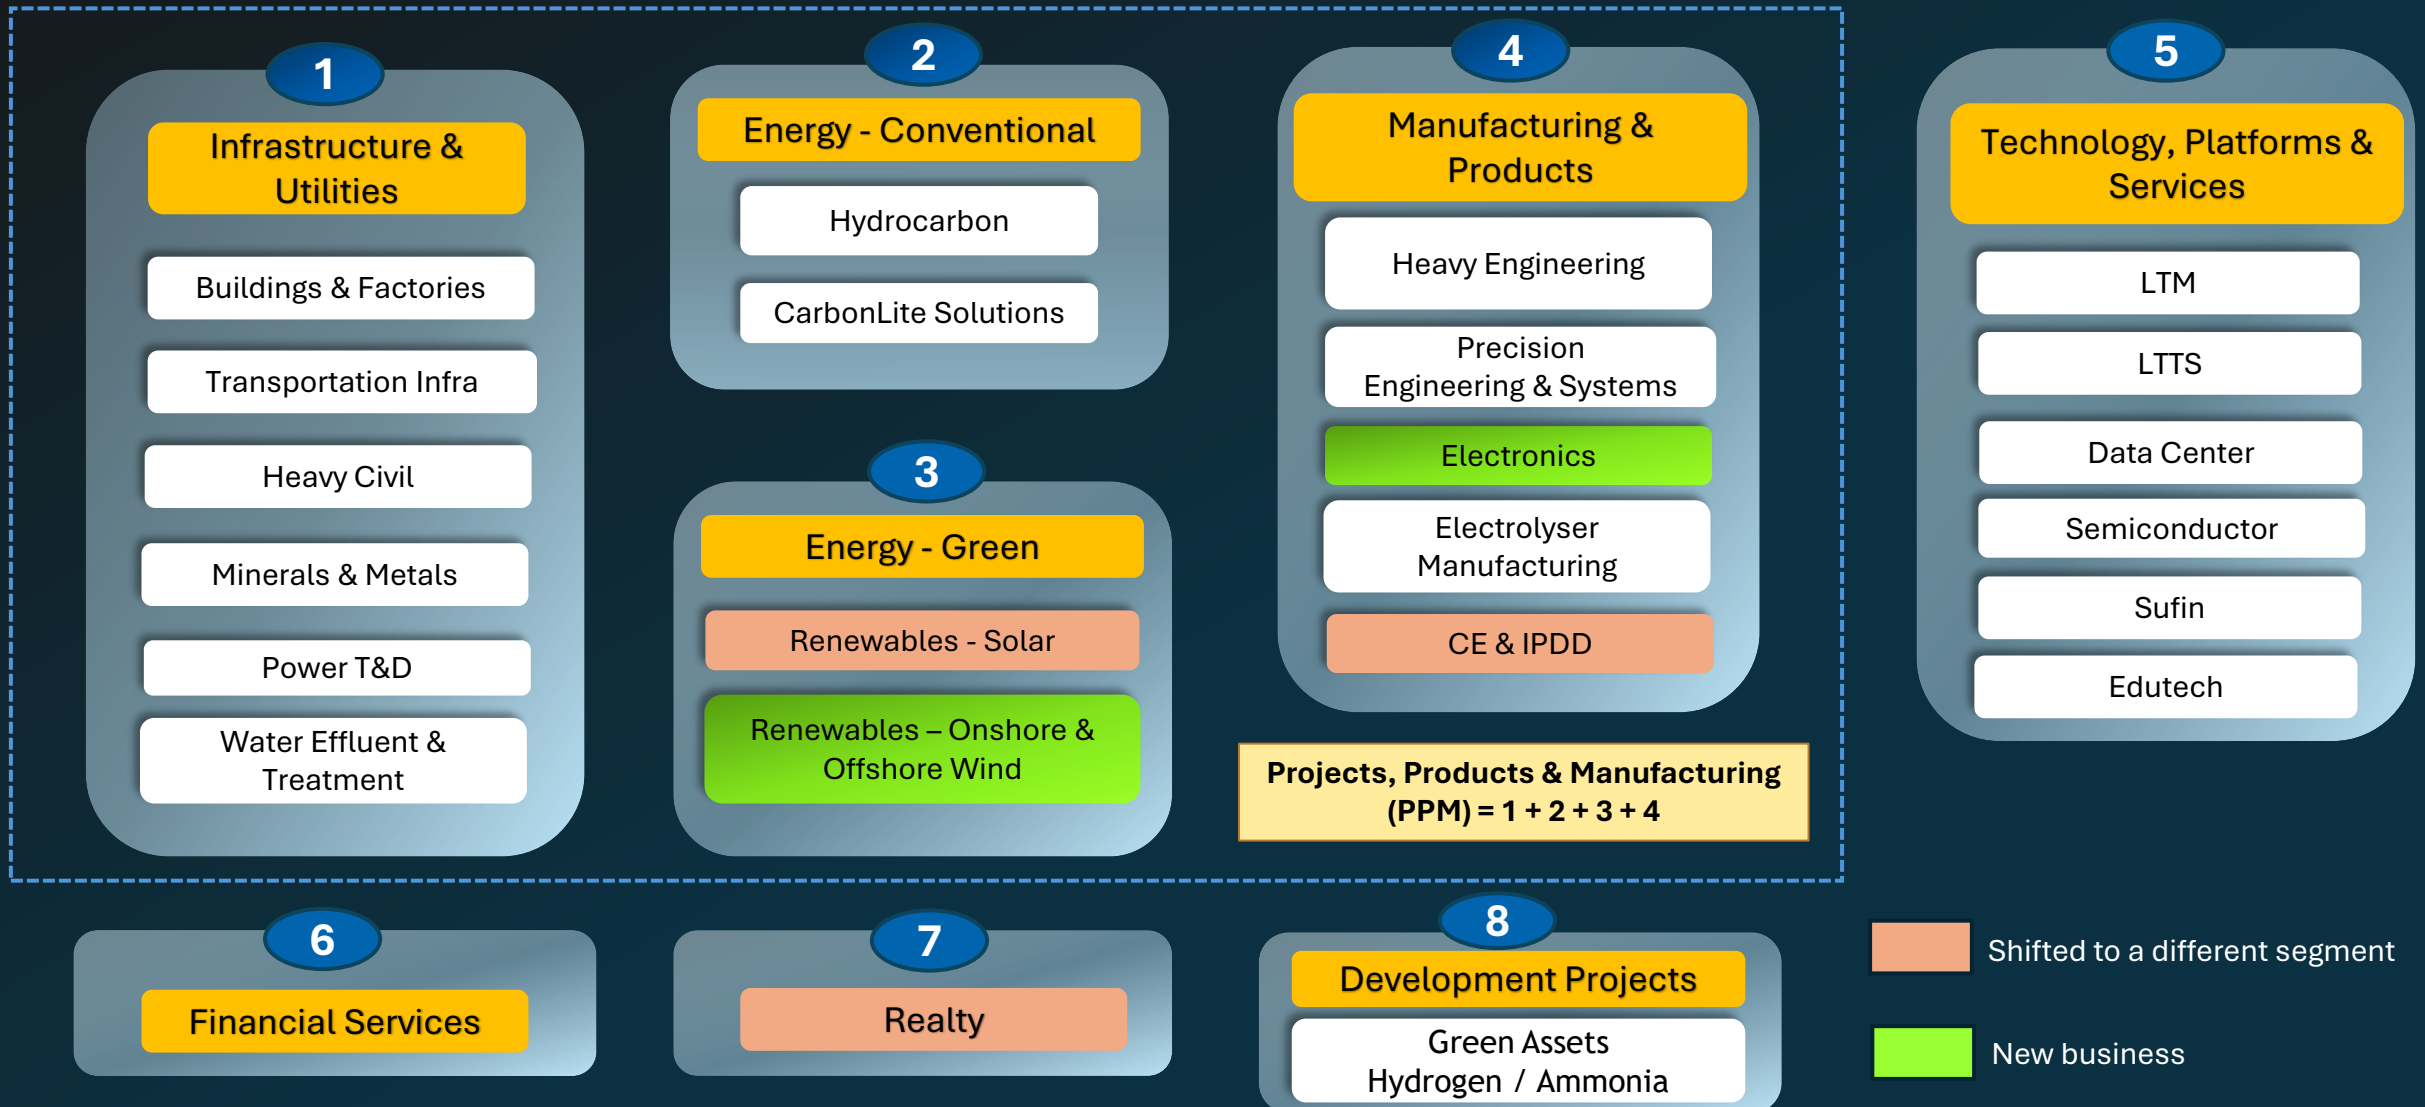 1
Infrastructure &
Utilities
Buildings & Factories
Transportation Infra
Heavy Civil
Minerals & Metals
Power T&D
Water Effluent &
Treatment
2
Energy - Conventional
Hydrocarbon
CarbonLite Solutions
3
Energy - Green
Renewables - Solar
Renewables – Onshore &
Offshore Wind
4
Manufacturing &
Products
Heavy Engineering
Precision
Engineering & Systems
Electronics
Electrolyser
Manufacturing
CE & IPDD
Projects, Products & Manufacturing
(PPM) = 1 + 2 + 3 + 4
5
Technology, Platforms &
Services
LTM
LTTS
Data Center
Semiconductor
Sufin
Edutech
6
Financial Services
7
Realty
8
Development Projects
Green Assets
Hydrogen / Ammonia
Shifted to a different segment
New business